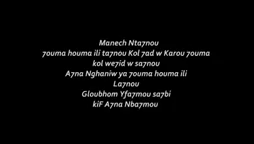 Manech Nta7nou
7ouma houma ili ta7nou Kol 7ad w Karou 7ouma
kol we7id w sa7nou
A7na Nghaniw ya 7ouma houma ili
La7nou
Gloubhom Yfa7mou sa7bi
kiF A7na Nba7mou